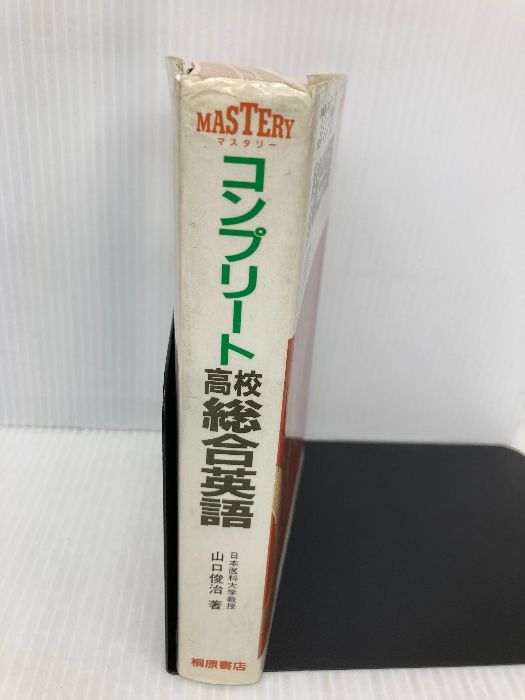 MASTERY
マスタリー
コンプリート
高校
総合英語
日本医科大学教授
山口俊治 著
桐原書店